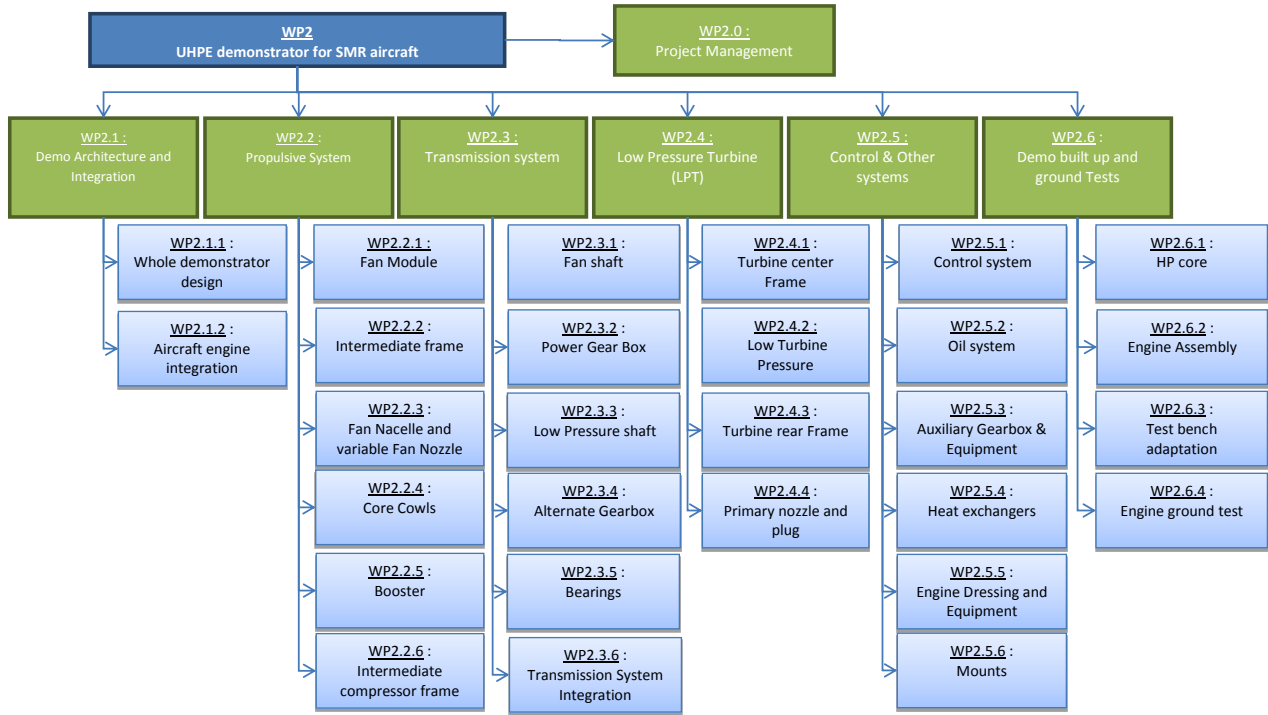 WP2
UHPE demonstrator for SMR aircraft
WP2.0 :
Project Management
WP2.1 :
Demo Architecture and
Integration
WP2.1.1 :
Whole demonstrator
design
WP2.1.2 :
Aircraft engine
integration
WP2.2 :
Propulsive System
WP2.2.1 :
Fan Module
WP2.2.2 :
Intermediate frame
WP2.2.3 :
Fan Nacelle and
variable Fan Nozzle
WP2.2.4 :
Core Cowls
WP2.2.5 :
Booster
WP2.2.6 :
Intermediate
compressor frame
WP2.3 :
Transmission system
WP2.3.1 :
Fan shaft
WP2.3.2 :
Power Gear Box
WP2.3.3 :
Low Pressure shaft
WP2.3.4 :
Alternate Gearbox
WP2.3.5 :
Bearings
WP2.3.6 :
Transmission System
Integration
WP2.4 :
Low Pressure Turbine
(LPT)
WP2.4.1 :
Turbine center
Frame
WP2.4.2 :
Low Turbine
Pressure
WP2.4.3 :
Turbine rear Frame
WP2.4.4 :
Primary nozzle and
plug
WP2.5 :
Control & Other
systems
WP2.5.1 :
Control system
WP2.5.2 :
Oil system
WP2.5.3 :
Auxiliary Gearbox &
Equipment
WP2.5.4 :
Heat exchangers
WP2.5.5 :
Engine Dressing and
Equipment
WP2.5.6 :
Mounts
WP2.6 :
Demo built up and
ground Tests
WP2.6.1 :
HP core
WP2.6.2 :
Engine Assembly
WP2.6.3 :
Test bench
adaptation
WP2.6.4 :
Engine ground test